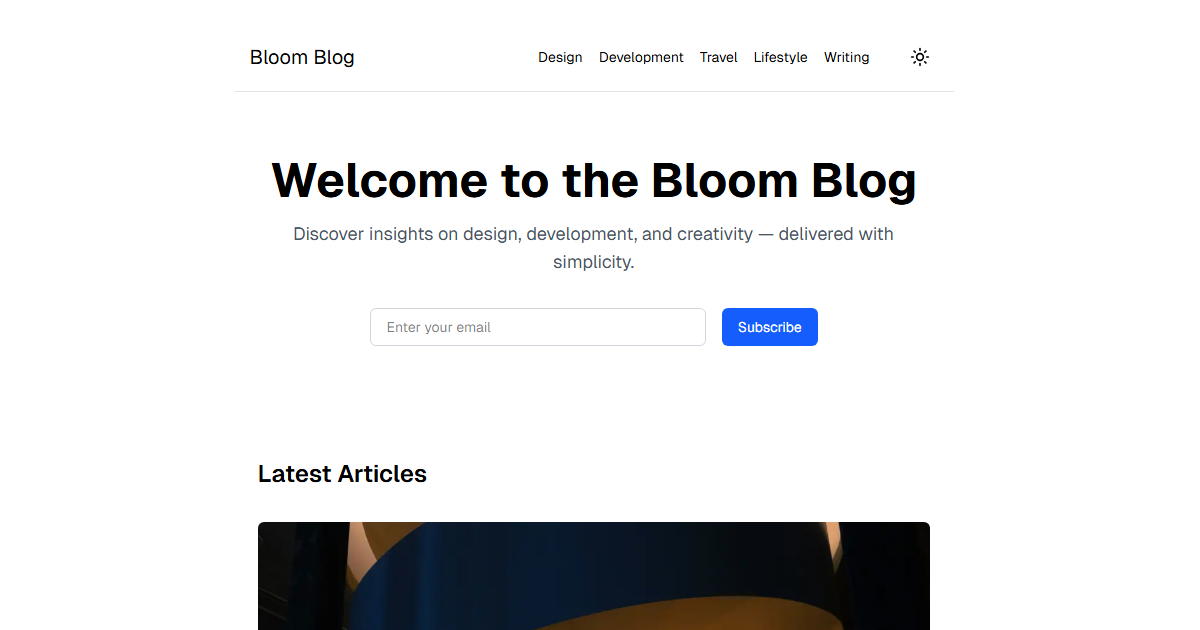 Bloom Blog
Design Development Travel Lifestyle Writing
Welcome to the Bloom Blog
Discover insights on design, development, and creativity — delivered with
simplicity.
Enter your email
Subscribe
Latest Articles